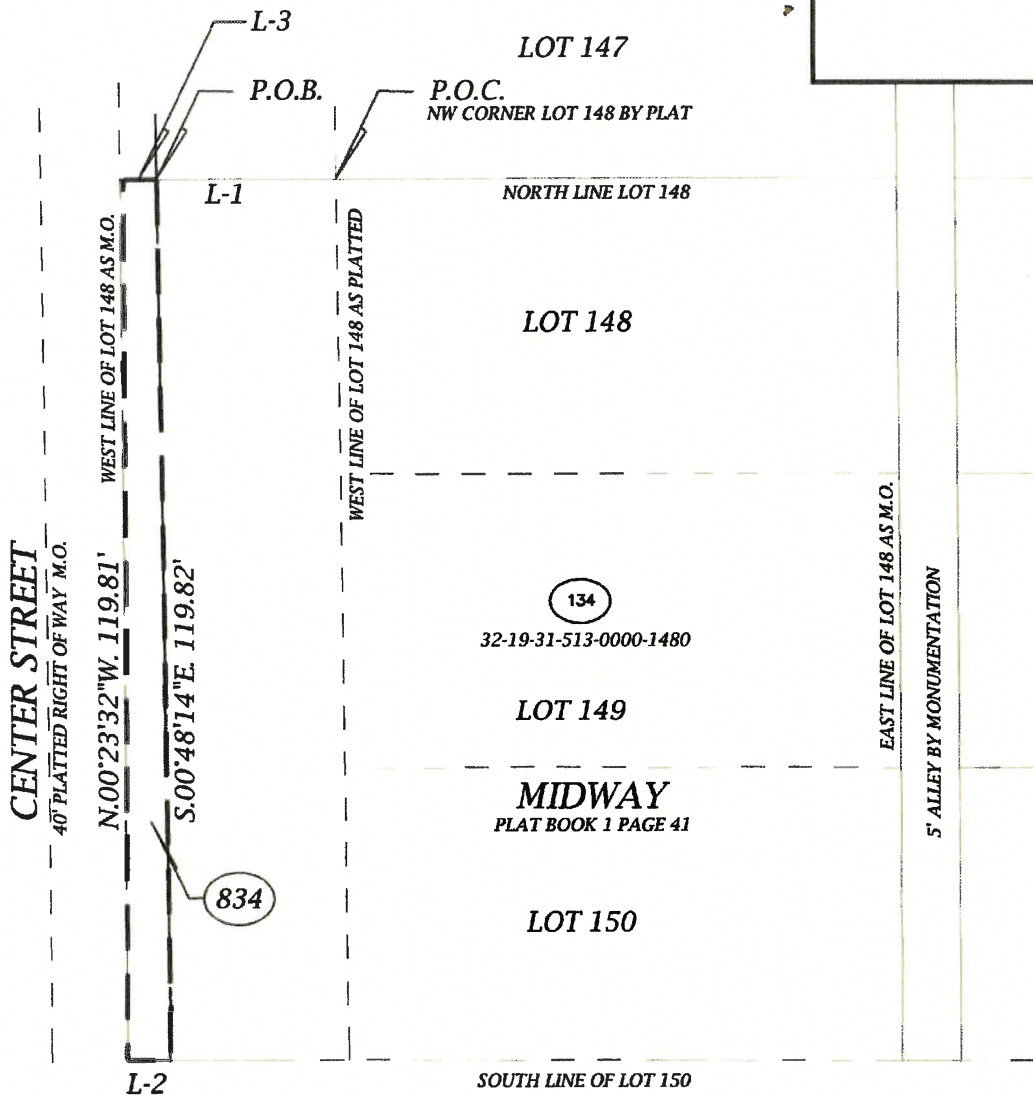 L-3
LOT 147
P.O.B.
P.O.C.
NW CORNER LOT 148 BY PLAT
L-1
NORTH LINE LOT 148
WEST LINE OF LOT 148 AS M.O.
WEST LINE OF LOT 148 AS PLATTED
LOT 148
CENTER STREET
40' PLATTED RIGHT OF WAY M.O.
N.00°23'32"W. 119.81'
S.00°48'14"E. 119.82'
134
32-19-31-513-0000-1480
LOT 149
EAST LINE OF LOT 148 AS M.O.
5' ALLEY BY MONUMENTATION
MIDWAY
PLAT BOOK 1 PAGE 41
834
LOT 150
L-2
SOUTH LINE OF LOT 150